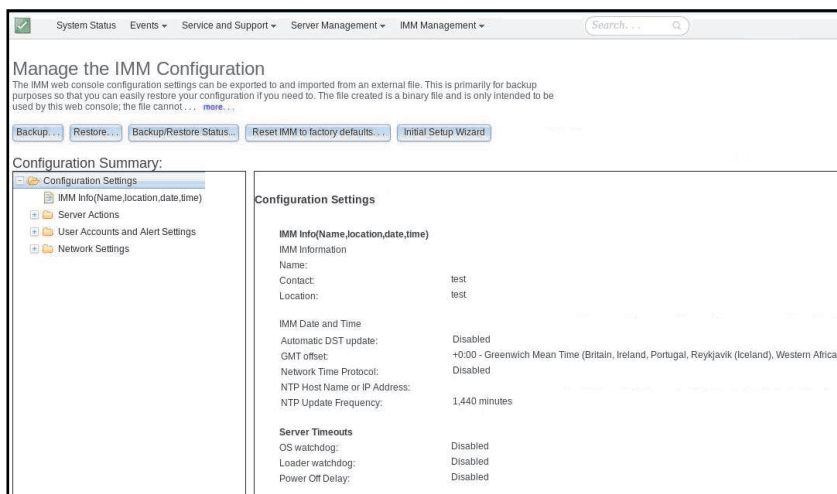 System Status Events Service and Support Server Management IMM Management Search...
Manage the IMM Configuration
The IMM web console configuration settings can be exported to and imported from an external file. This is primarily for backup
purposes so that you can easily restore your configuration if you need to. The file created is a binary file and is only intended to be
used by this web console; the file cannot . . . more. . .
Backup. . . Restore. . . Backup/Restore Status... Reset IMM to factory defaults. . . Initial Setup Wizard
Configuration Summary:
Configuration Settings
IMM Info(Name,location,date,time)
Server Actions
User Accounts and Alert Settings
Network Settings
Configuration Settings
IMM Info(Name,location,date,time)
IMM Information
Name:
Contact: test
Location: test
IMM Date and Time
Automatic DST update: Disabled
GMT offset: +0:00 - Greenwich Mean Time (Britain, Ireland, Portugal, Reykjavik (Iceland), Western Africa
Network Time Protocol: Disabled
NTP Host Name or IP Address:
NTP Update Frequency: 1,440 minutes
Server Timeouts
OS watchdog: Disabled
Loader watchdog: Disabled
Power Off Delay: Disabled